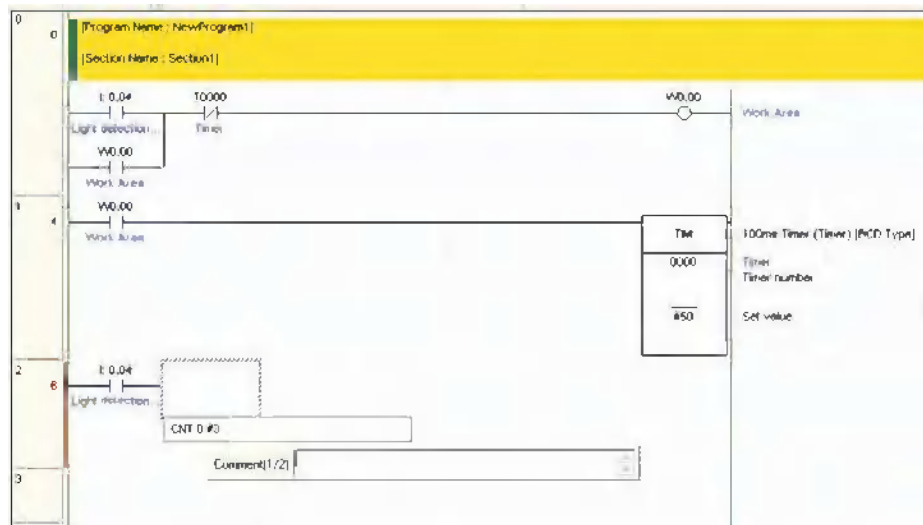 0
0
[Program Name : NewProgram1]
[Section Name : Section1]
I: 0.04
T0000
W0.00
Work Area
Light detection...
Timer
W0.00
Work Area
1
4
W0.00
Work Area
TIM
100ms Timer (Timer) [BCD Type]
0000
Timer
Timer number
#50
Set value
2
6
I: 0.04
Light detection...
CNT 0 #3
Comment(1/2)
3